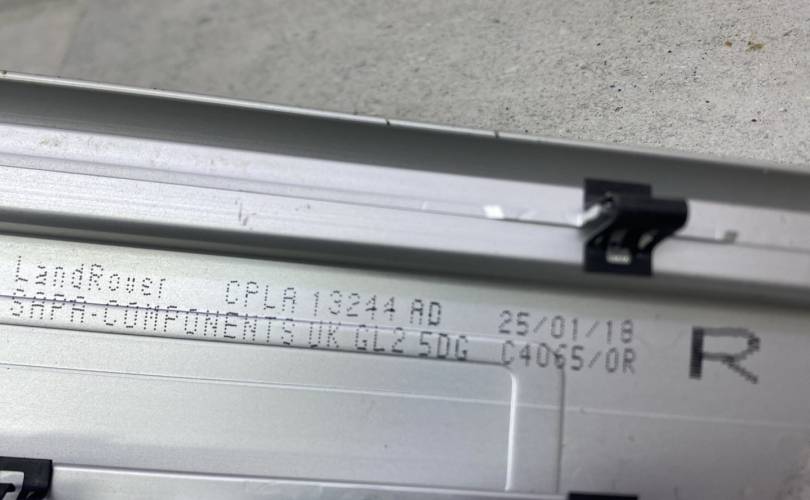 LandRover CPLA 13244 AD 25/01/18
SAPA-COMPONENTS UK GL2 5DG C4065/0R
R